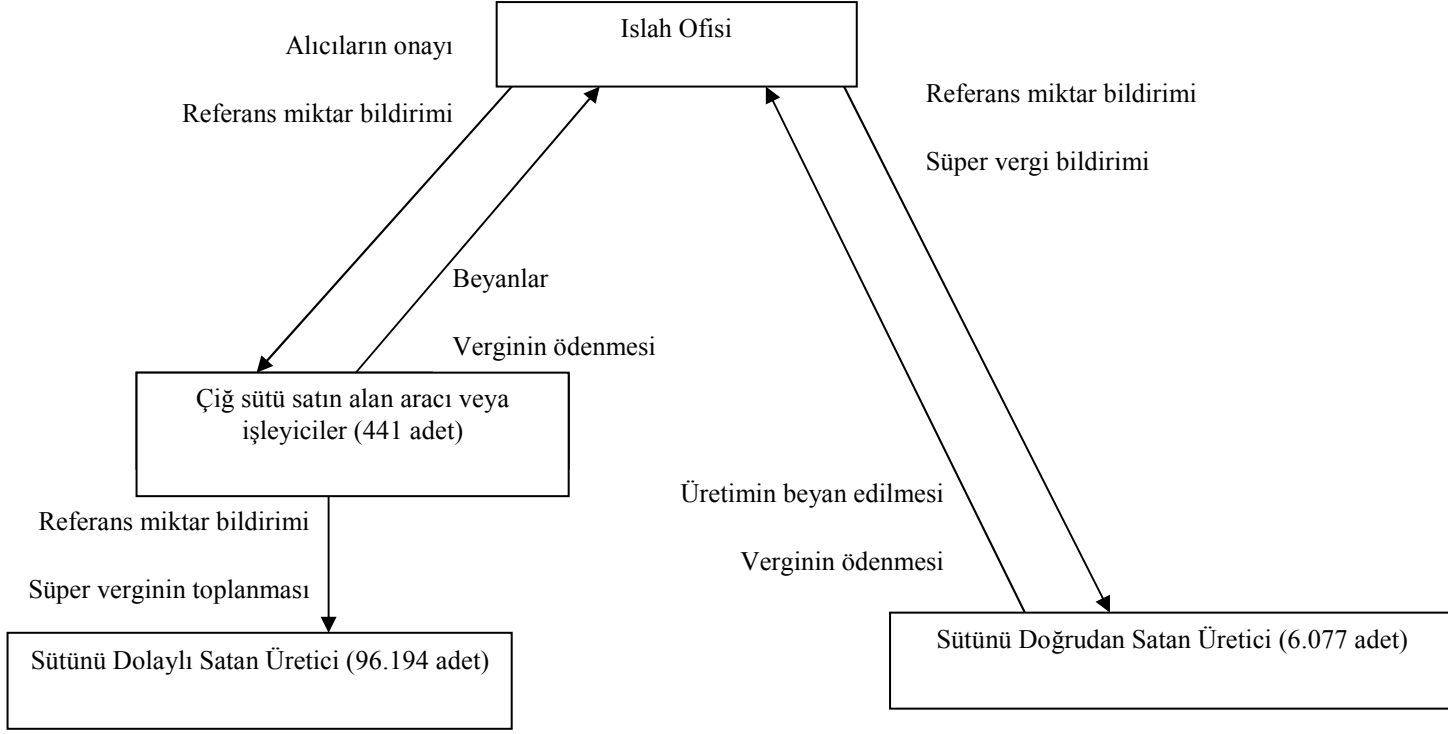 Islah Ofisi
Alıcıların onayı
Referans miktar bildirimi
Referans miktar bildirimi
Süper vergi bildirimi
Beyanlar
Verginin ödenmesi
Çiğ sütü satın alan aracı veya
işleyiciler (441 adet)
Üretimin beyan edilmesi
Verginin ödenmesi
Referans miktar bildirimi
Süper verginin toplanması
Sütünü Dolaylı Satan Üretici (96.194 adet)
Sütünü Doğrudan Satan Üretici (6.077 adet)